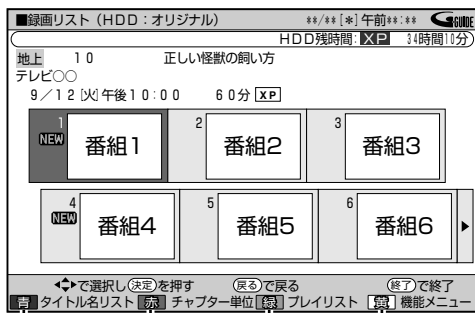 ■録画リスト(HDD:オリジナル) **/**[*]午前**:** GGUIDE
HDD残時間: XP 34時間10分
地上 10 正しい怪獣の飼い方
テレビ○○
9/12[火]午後10:00 60分 XP
1 NEW 番組1
2 番組2
3 番組3
4 NEW 番組4
5 番組5
6 番組6
で選択し決定を押す 戻るで戻る 終了で終了
青 タイトル名リスト 赤 チャプター単位 緑 プレイリスト 黄 機能メニュー